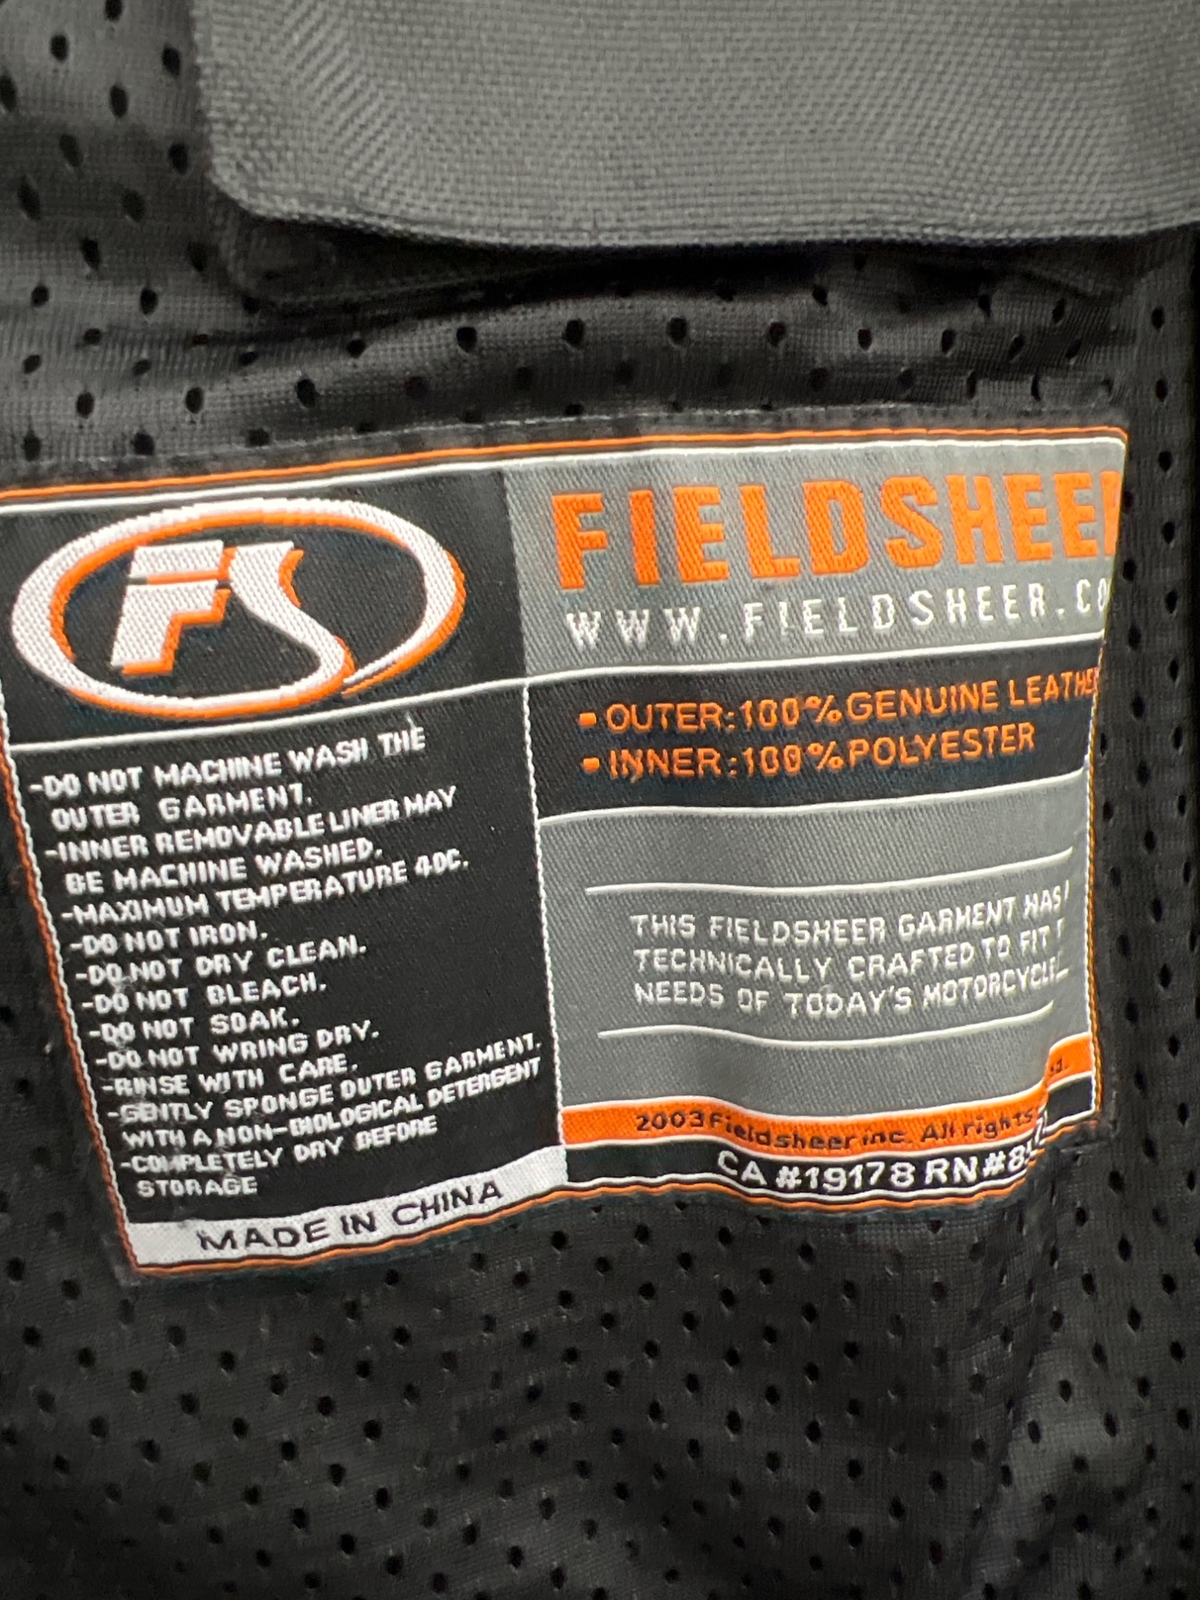 FS
FIELDSHEER
WWW.FIELDSHEER.CO
OUTER:100%GENUINE LEATHE
INNER:100%POLYESTER
-DO NOT MACHINE WASH THE
OUTER GARMENT.
-INNER REMOVABLE LINER MAY
BE MACHINE WASHED.
-MAXIMUM TEMPERATURE 40C.
-DO NOT IRON.
-DO NOT DRY CLEAN.
-DO NOT BLEACH.
-DO NOT SOAK.
-DO NOT WRING DRY.
-RINSE WITH CARE.
-GENTLY SPONGE OUTER GARMENT.
WITH A NON-BIOLOGICAL DETERGENT
-COMPLETELY DRY BEFORE
STORAGE
MADE IN CHINA
THIS FIELDSHEER GARMENT HAS
TECHNICALLY CRAFTED TO FIT
NEEDS OF TODAY'S MOTORCYCLE
2003 Fieldsheer inc. All rights
CA #19178 RN#85